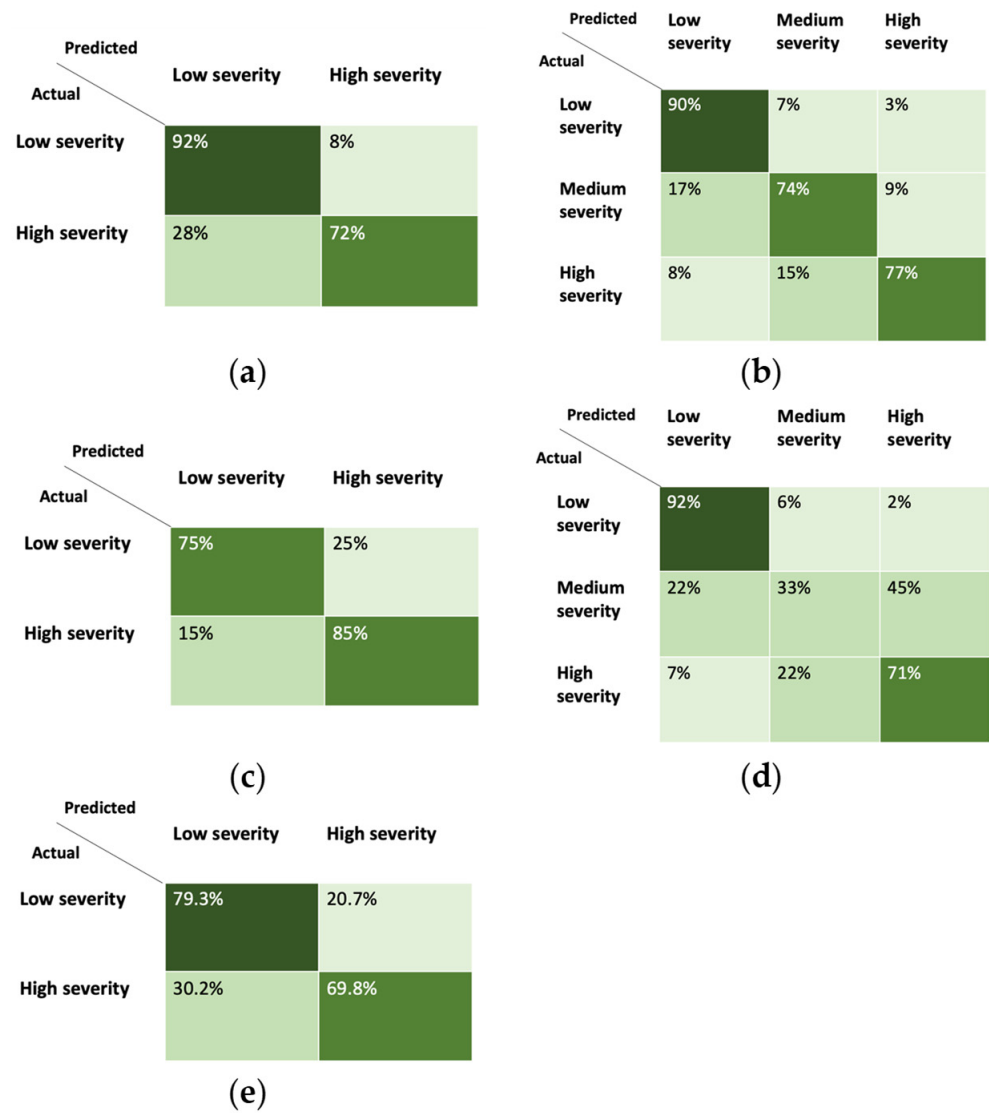 Predicted
Actual
Low severity High severity
Low severity 92% 8%
High severity 28% 72%
(a)
Predicted
Actual
Low Medium High
severity severity severity
Low
severity
90% 7% 3%
Medium
severity
17% 74% 9%
High
severity
8% 15% 77%
(b)
Predicted
Actual
Low severity High severity
Low severity 75% 25%
High severity 15% 85%
(c)
Predicted
Actual
Low Medium High
severity severity severity
Low
severity
92% 6% 2%
Medium
severity
22% 33% 45%
High
severity
7% 22% 71%
(d)
Predicted
Actual
Low severity High severity
Low severity 79.3% 20.7%
High severity 30.2% 69.8%
(e)